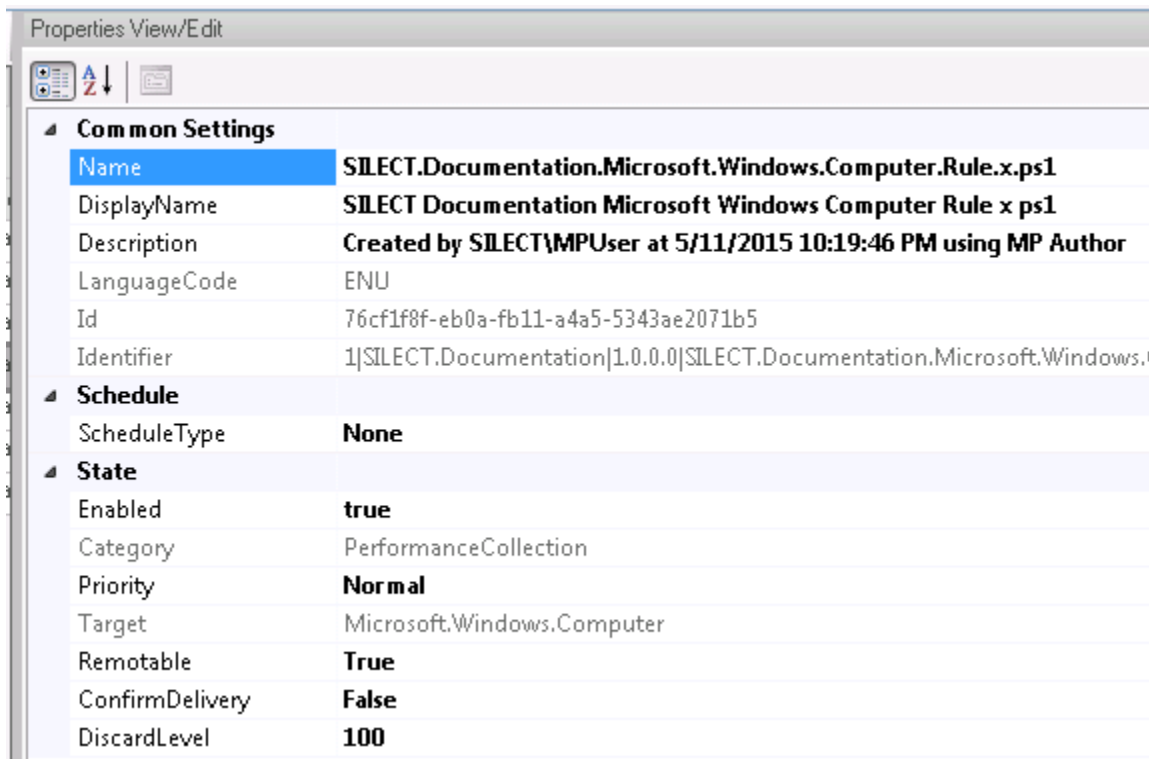 Properties View/Edit
Common Settings
Name SILECT.Documentation.Microsoft.Windows.Computer.Rule.x.ps1
DisplayName SILECT Documentation Microsoft Windows Computer Rule x ps1
Description Created by SILECT\MPUser at 5/11/2015 10:19:46 PM using MP Author
LanguageCode ENU
Id 76cf1f8f-eb0a-fb11-a4a5-5343ae2071b5
Identifier 1|SILECT.Documentation|1.0.0.0|SILECT.Documentation.Microsoft.Windows.
Schedule
ScheduleType None
State
Enabled true
Category PerformanceCollection
Priority Normal
Target Microsoft.Windows.Computer
Remotable True
ConfirmDelivery False
DiscardLevel 100